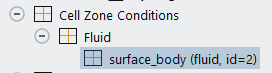 Cell Zone Conditions
Fluid
surface_body (fluid, id=2)